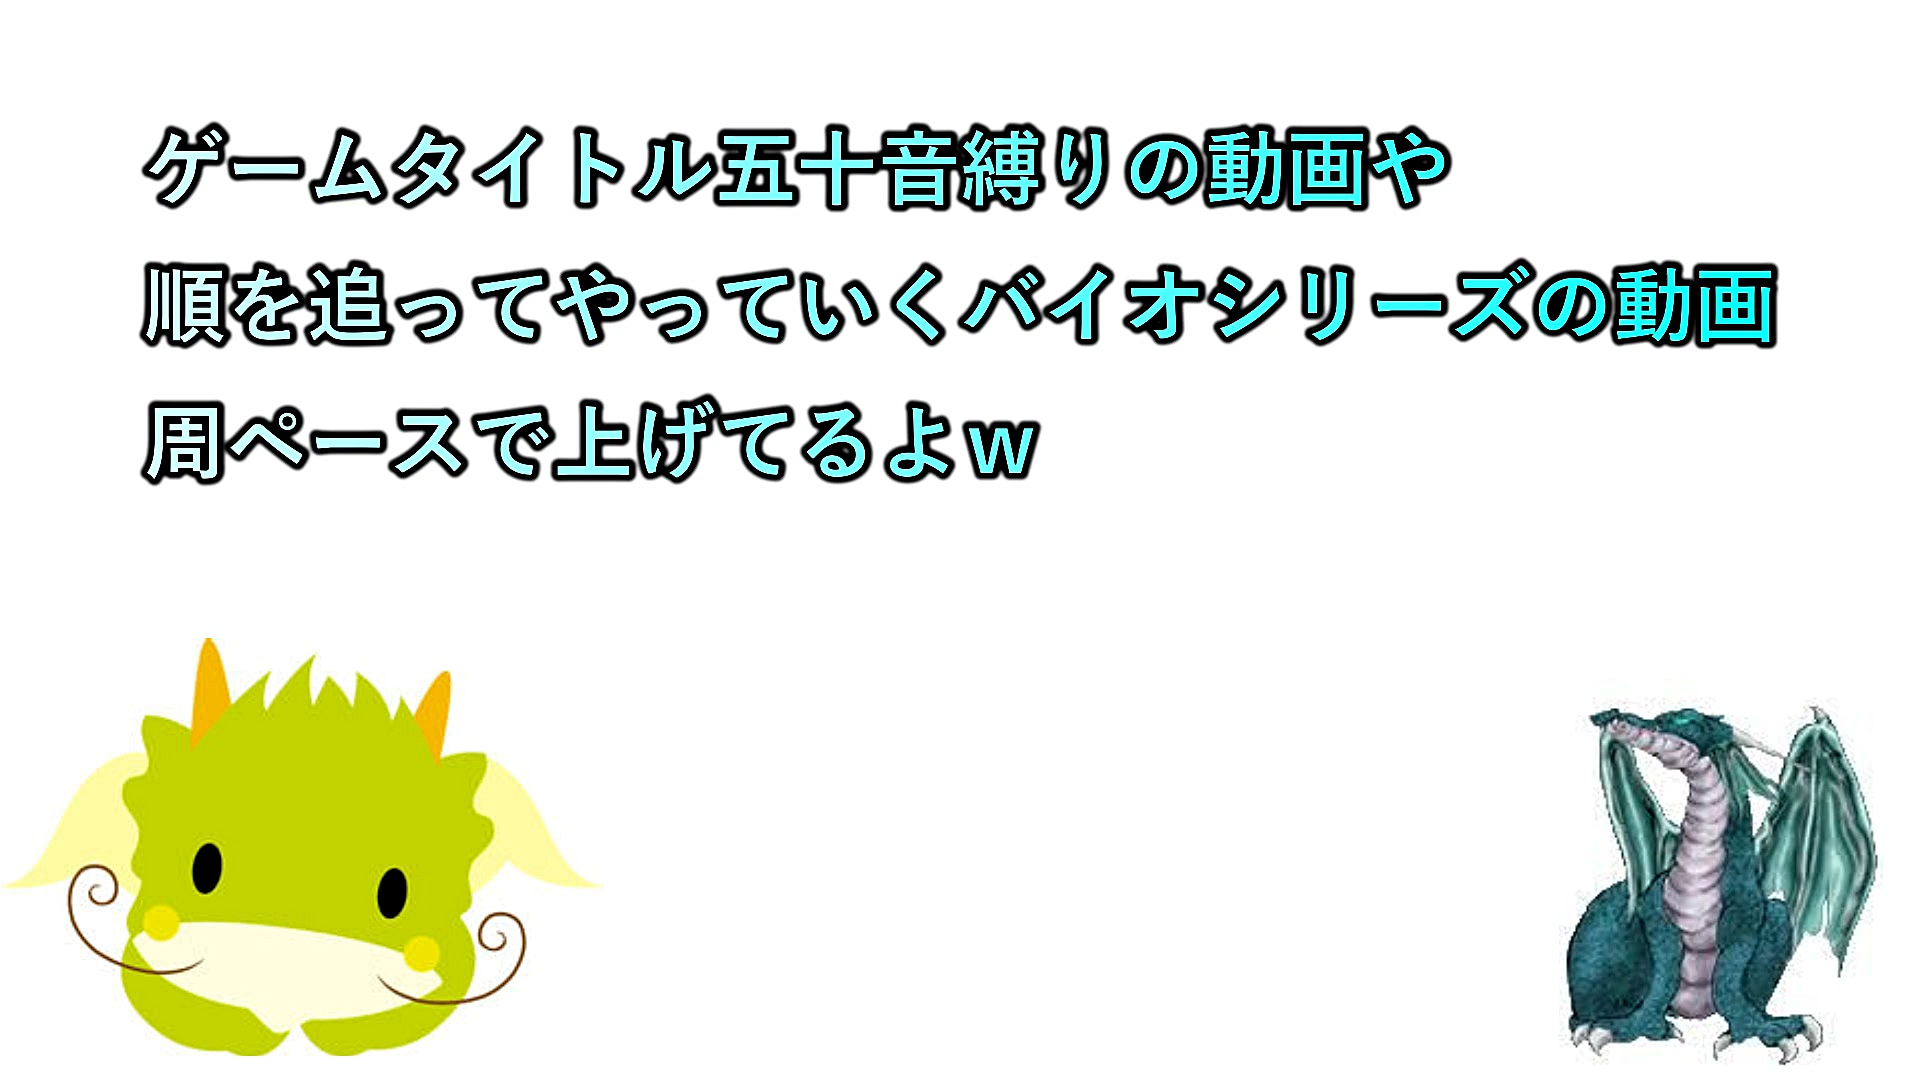 ゲームタイトル五十音縛りの動画や
順を追ってやっていくバイオシリーズの動画
周ペースで上げてるよw